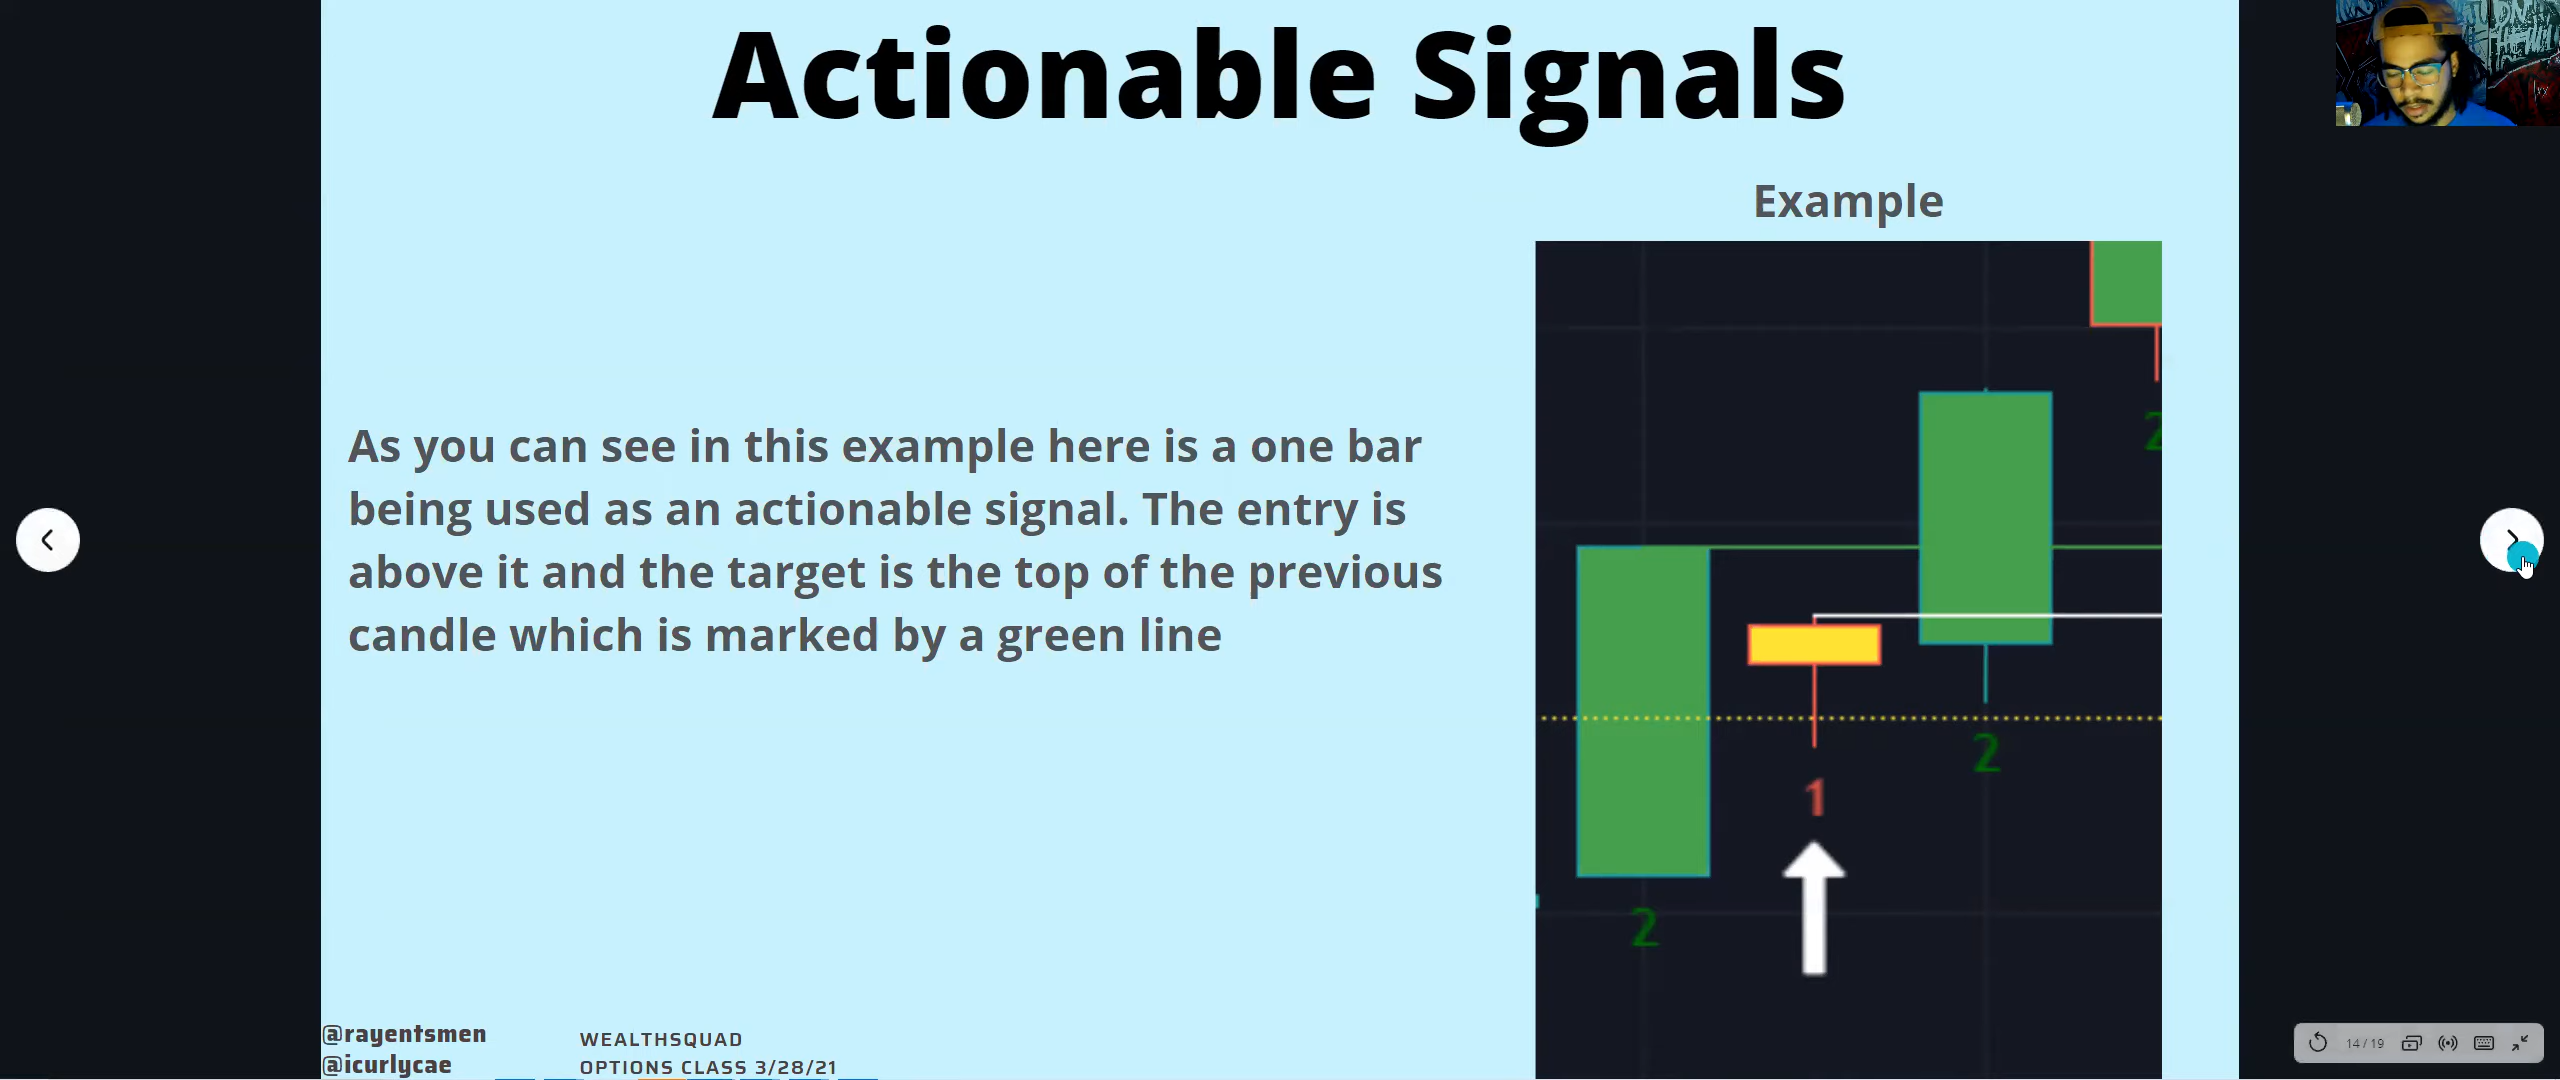 Actionable Signals
Example
As you can see in this example here is a one bar
being used as an actionable signal. The entry is
above it and the target is the top of the previous
candle which is marked by a green line
2
2
1
2
@rayentsmen
@icurlycae
WEALTHSQUAD
OPTIONS CLASS 3/28/21
14 / 19